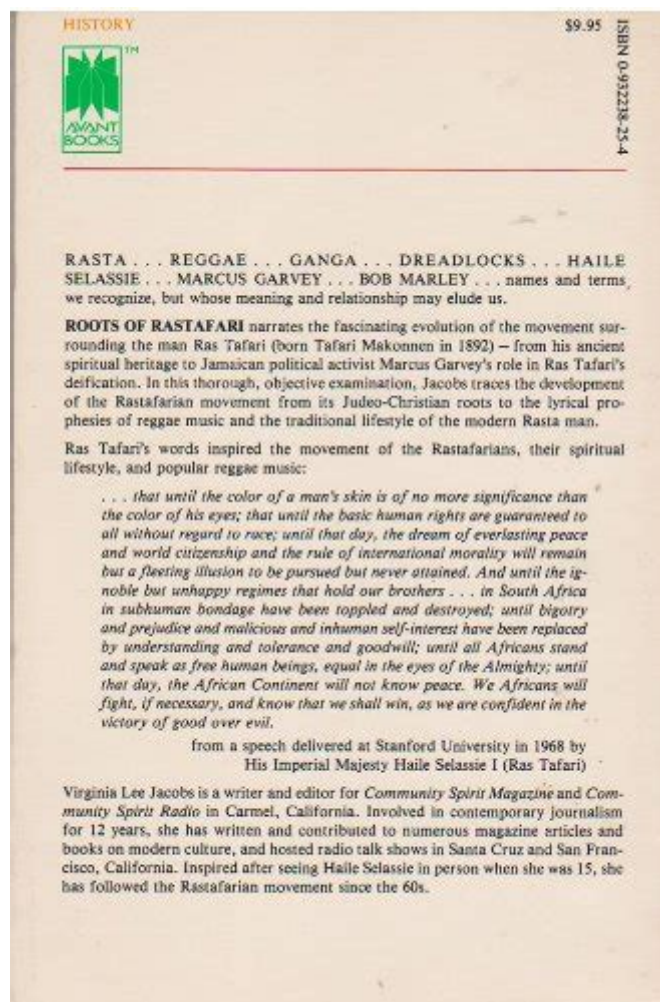 HISTORY
$9.95
ISBN 0-932238-25-4
TM
AVANT
BOOKS
RASTA . . . REGGAE . . . GANGA . . . DREADLOCKS . . . HAILE
SELASSIE . . . MARCUS GARVEY . . . BOB MARLEY . . . names and terms
we recognize, but whose meaning and relationship may elude us.
ROOTS OF RASTAFARI narrates the fascinating evolution of the movement sur-
rounding the man Ras Tafari (born Tafari Makonnen in 1892) – from his ancient
spiritual heritage to Jamaican political activist Marcus Garvey's role in Ras Tafari's
deification. In this thorough, objective examination, Jacobs traces the development
of the Rastafarian movement from its Judeo-Christian roots to the lyrical pro-
phesies of reggae music and the traditional lifestyle of the modern Rasta man.
Ras Tafari's words inspired the movement of the Rastafarians, their spiritual
lifestyle, and popular reggae music:
. . . that until the color of a man's skin is of no more significance than
the color of his eyes; that until the basic human rights are guaranteed to
all without regard to race; until that day, the dream of everlasting peace
and world citizenship and the rule of international morality will remain
but a fleeting illusion to be pursued but never attained. And until the ig-
noble but unhappy regimes that hold our brothers . . . in South Africa
in subhuman bondage have been toppled and destroyed; until bigotry
and prejudice and malicious and inhuman self-interest have been replaced
by understanding and tolerance and goodwill; until all Africans stand
and speak as free human beings, equal in the eyes of the Almighty; until
that day, the African Continent will not know peace. We Africans will
fight, if necessary, and know that we shall win, as we are confident in the
victory of good over evil.
from a speech delivered at Stanford University in 1968 by
His Imperial Majesty Haile Selassie I (Ras Tafari)
Virginia Lee Jacobs is a writer and editor for Community Spirit Magazine and Com-
munity Spirit Radio in Carmel, California. Involved in contemporary journalism
for 12 years, she has written and contributed to numerous magazine articles and
books on modern culture, and hosted radio talk shows in Santa Cruz and San Fran-
cisco, California. Inspired after seeing Haile Selassie in person when she was 15, she
has followed the Rastafarian movement since the 60s.